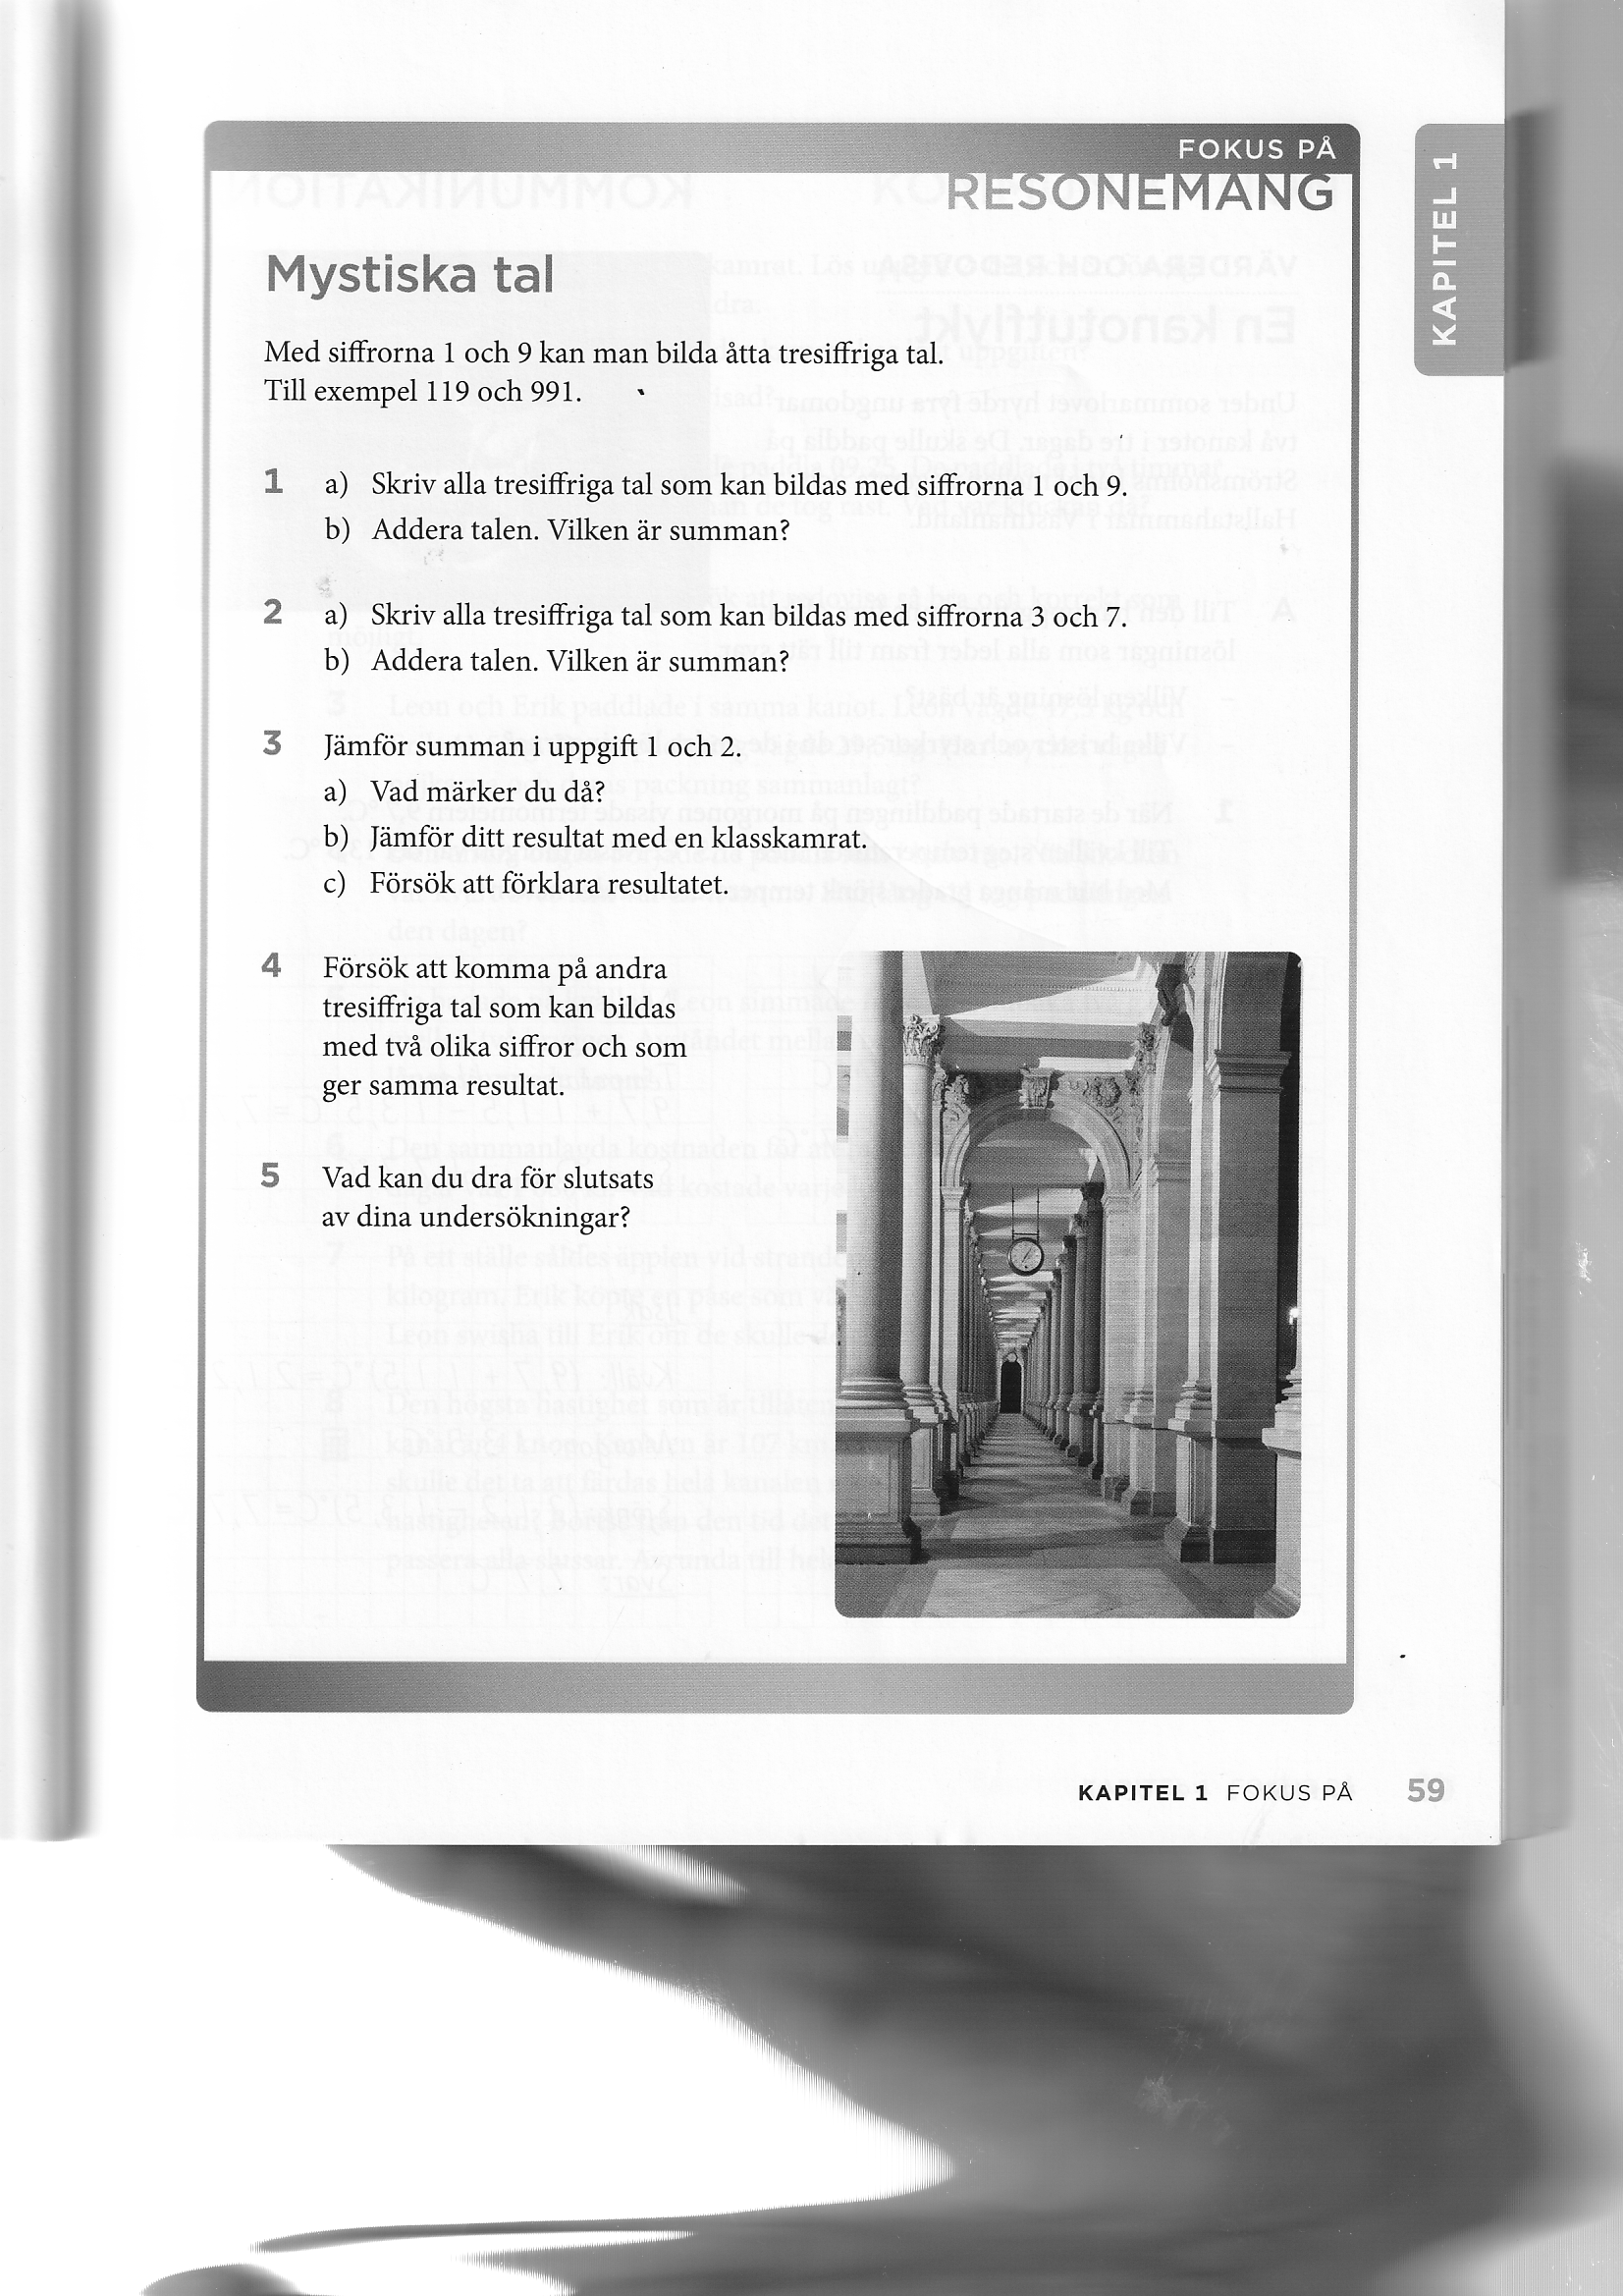 FOKUS PÅ
RESONEMANG
KAPITEL 1
Mystiska tal
Med siffrorna 1 och 9 kan man bilda åtta tresiffriga tal.
Till exempel 119 och 991.
1 a) Skriv alla tresiffriga tal som kan bildas med siffrorna 1 och 9.
b) Addera talen. Vilken är summan?
2 a) Skriv alla tresiffriga tal som kan bildas med siffrorna 3 och 7.
b) Addera talen. Vilken är summan?
3 Jämför summan i uppgift 1 och 2.
a) Vad märker du då?
b) Jämför ditt resultat med en klasskamrat.
c) Försök att förklara resultatet.
4 Försök att komma på andra
tresiffriga tal som kan bildas
med två olika siffror och som
ger samma resultat.
5 Vad kan du dra för slutsats
av dina undersökningar?
KAPITEL 1 FOKUS PÅ 59